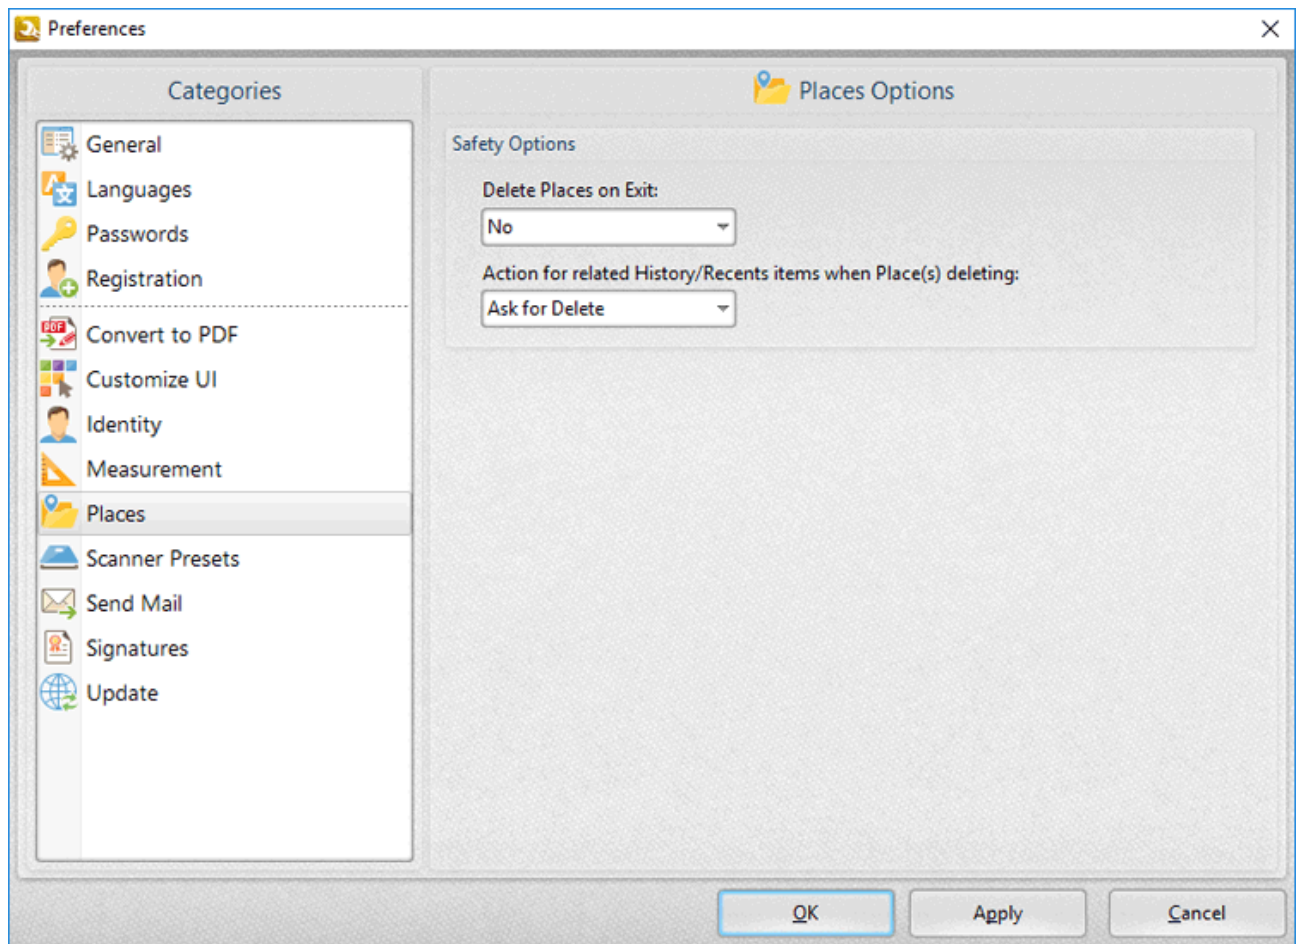 Preferences
Categories
General
Languages
Passwords
Registration
Convert to PDF
Customize UI
Identity
Measurement
Places
Scanner Presets
Send Mail
Signatures
Update
Places Options
Safety Options
Delete Places on Exit:
No
Action for related History/Recents items when Place(s) deleting:
Ask for Delete
OK
Apply
Cancel